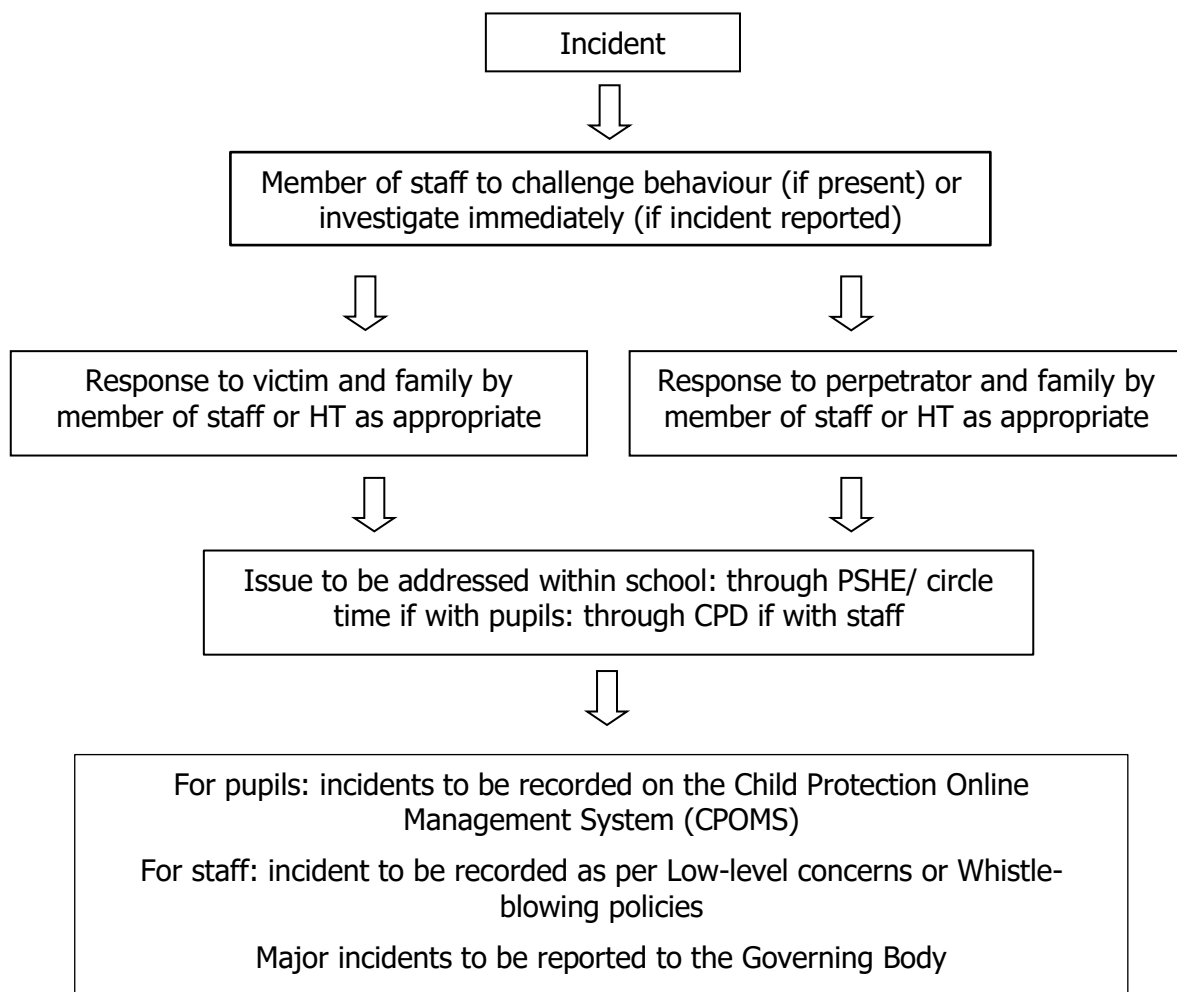 Incident
Member of staff to challenge behaviour (if present) or
investigate immediately (if incident reported)
Response to victim and family by
member of staff or HT as appropriate
Response to perpetrator and family by
member of staff or HT as appropriate
Issue to be addressed within school: through PSHE/ circle
time if with pupils: through CPD if with staff
For pupils: incidents to be recorded on the Child Protection Online
Management System (CPOMS)
For staff: incident to be recorded as per Low-level concerns or Whistle-
blowing policies
Major incidents to be reported to the Governing Body